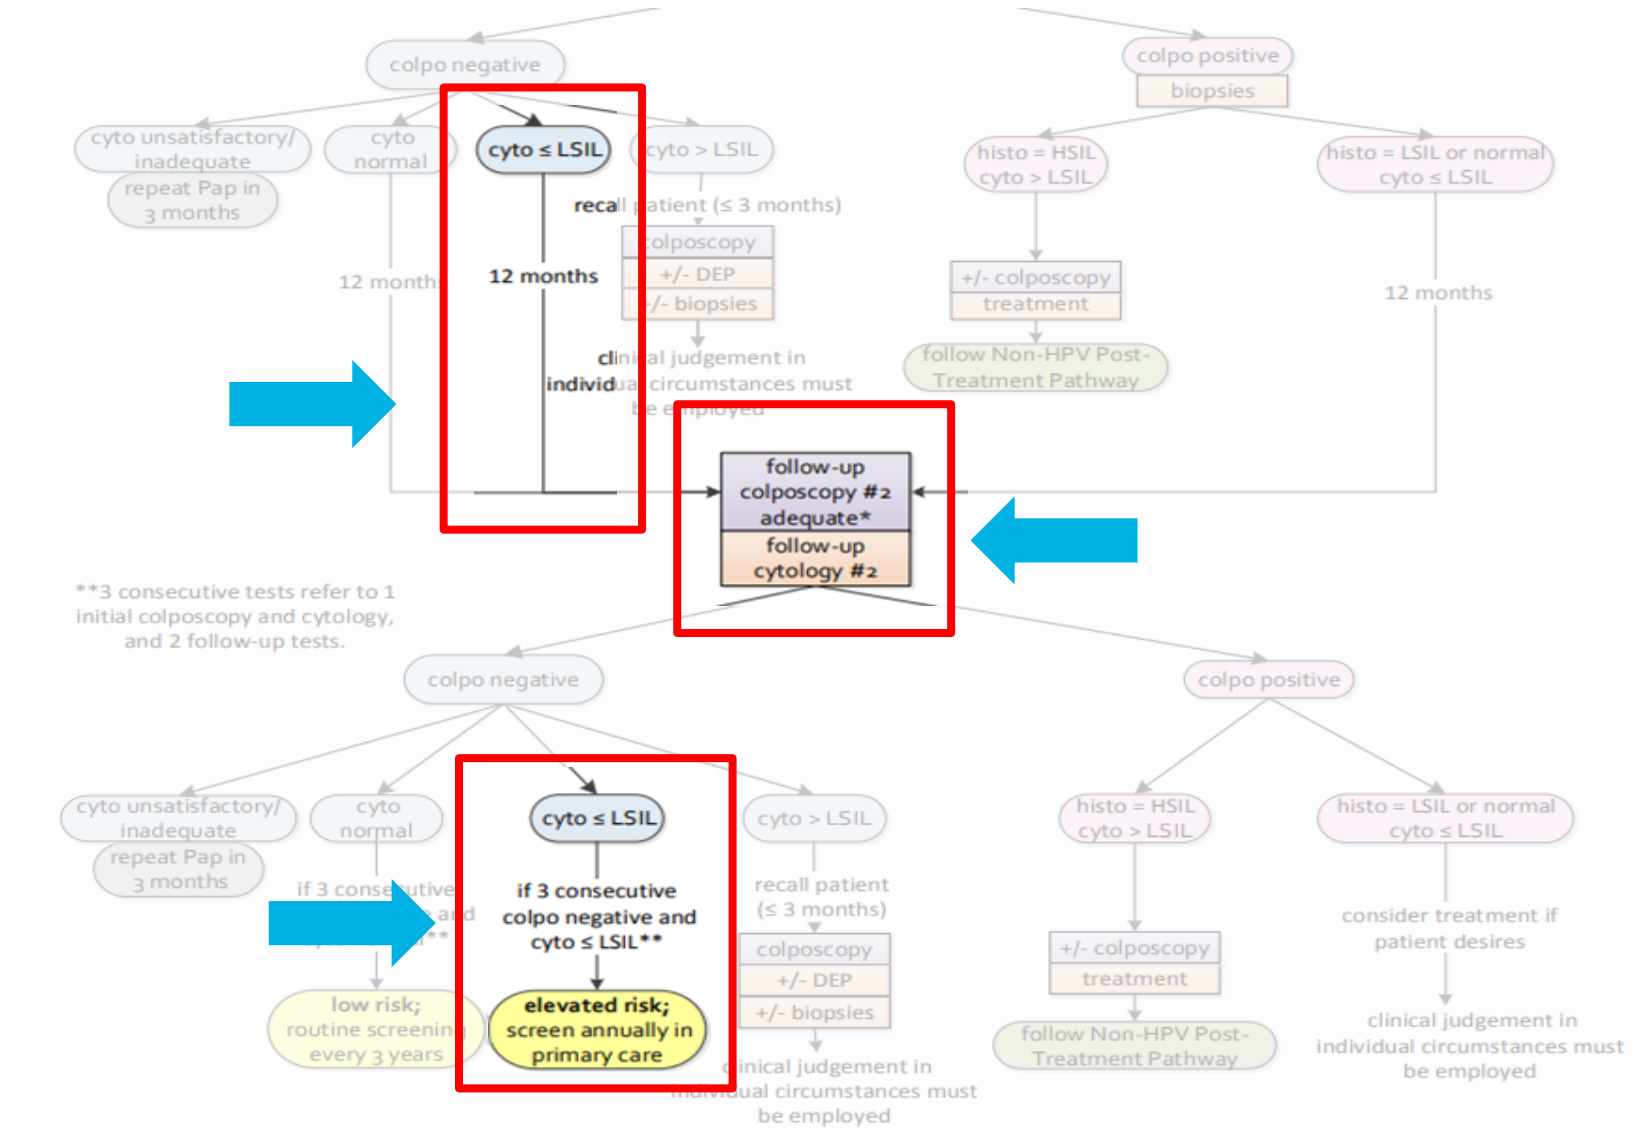 colpo negative
colpo positive
biopsies
cyto unsatisfactory/
inadequate
repeat Pap in
3 months
cyto
normal
cyto ≤ LSIL
cyto > LSIL
histo = HSIL
cyto > LSIL
histo = LSIL or normal
cyto ≤ LSIL
recall patient (≤ 3 months)
colposcopy
+/- DEP
+/- biopsies
12 months
12 months
+/- colposcopy
treatment
12 months
clinical judgement in
individual circumstances must
be employed
follow Non-HPV Post-
Treatment Pathway
follow-up
colposcopy #2
adequate*
follow-up
cytology #2
**3 consecutive tests refer to 1
initial colposcopy and cytology,
and 2 follow-up tests.
colpo negative
colpo positive
cyto unsatisfactory/
inadequate
repeat Pap in
3 months
cyto
normal
if 3 consecutive
and
**
low risk;
routine screening
every 3 years
cyto ≤ LSIL
if 3 consecutive
colpo negative and
cyto ≤ LSIL**
elevated risk;
screen annually in
primary care
cyto > LSIL
recall patient
(≤ 3 months)
colposcopy
+/- DEP
+/- biopsies
clinical judgement in
individual circumstances must
be employed
histo = HSIL
cyto > LSIL
+/- colposcopy
treatment
follow Non-HPV Post-
Treatment Pathway
histo = LSIL or normal
cyto ≤ LSIL
consider treatment if
patient desires
clinical judgement in
individual circumstances must
be employed